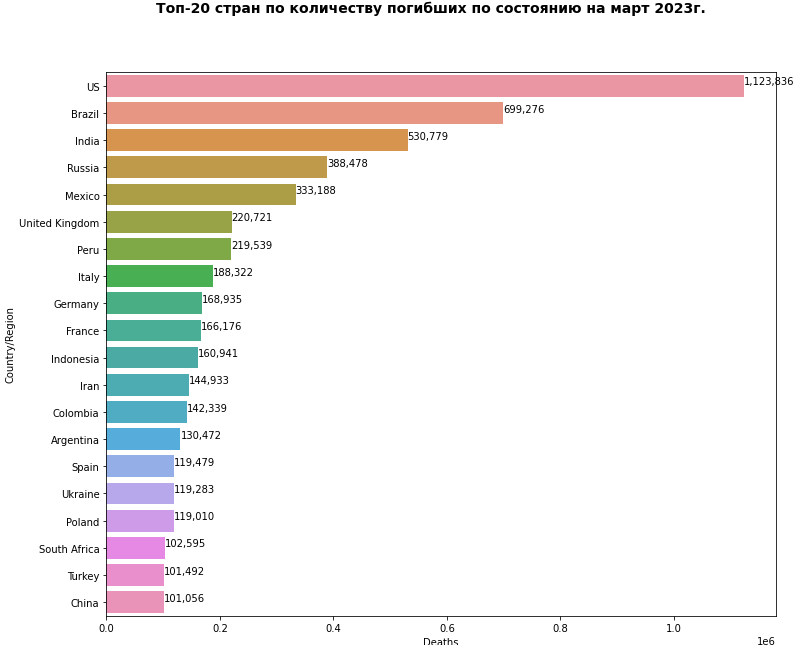 Топ-20 стран по количеству погибших по состоянию на март 2023г.
US 1,123,836
Brazil 699,276
India 530,779
Russia 388,478
Mexico 333,188
United Kingdom 220,721
Peru 219,539
Italy 188,322
Germany 168,935
France 166,176
Indonesia 160,941
Iran 144,933
Colombia 142,339
Argentina 130,472
Spain 119,479
Ukraine 119,283
Poland 119,010
South Africa 102,595
Turkey 101,492
China 101,056
Country/Region
0.0 0.2 0.4 0.6 0.8 1.0
Deaths
1e6